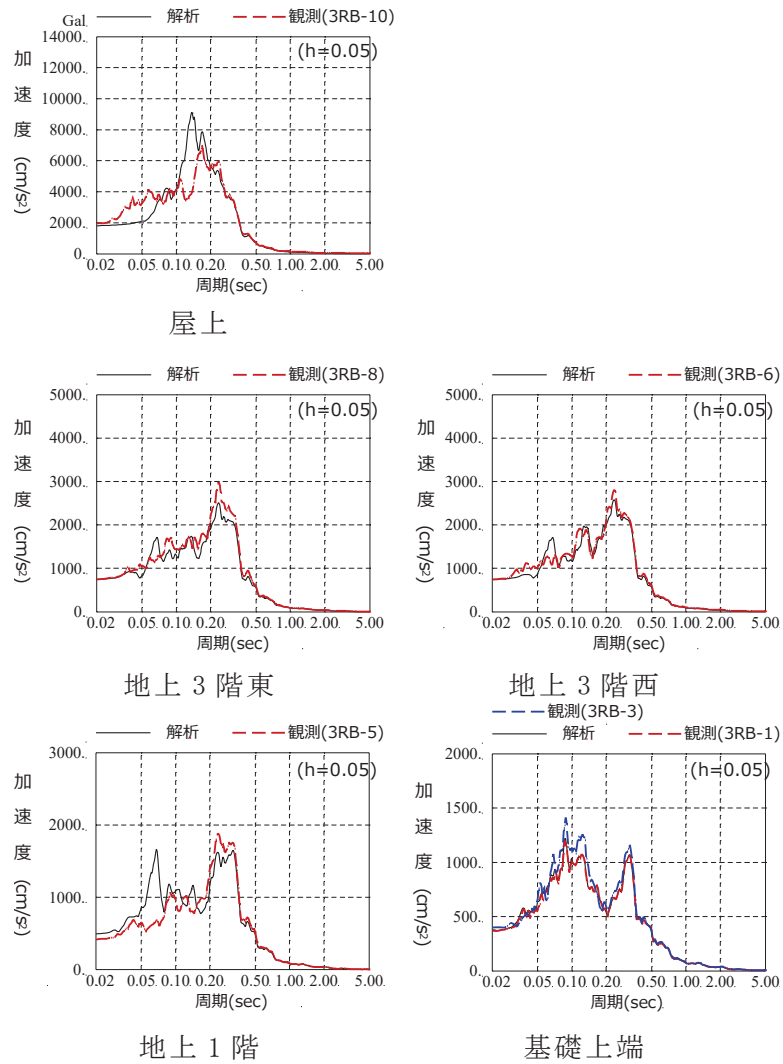 Gal. 解析 観測(3RB-10)
(h=0.05)
加速度 (cm/s²)
14000.
12000.
10000.
8000.
6000.
4000.
2000.
0.
0.02 0.05 0.10 0.20 0.50 1.00 2.00 5.00
周期(sec)
屋上
解析 観測(3RB-8)
(h=0.05)
加速度 (cm/s²)
5000.
4000.
3000.
2000.
1000.
0.
0.02 0.05 0.10 0.20 0.50 1.00 2.00 5.00
周期(sec)
地上3階東
解析 観測(3RB-6)
(h=0.05)
加速度 (cm/s²)
5000.
4000.
3000.
2000.
1000.
0.
0.02 0.05 0.10 0.20 0.50 1.00 2.00 5.00
周期(sec)
地上3階西
解析 観測(3RB-5)
(h=0.05)
加速度 (cm/s²)
3000.
2000.
1000.
0.
0.02 0.05 0.10 0.20 0.50 1.00 2.00 5.00
周期(sec)
地上1階
観測(3RB-3)
解析 観測(3RB-1)
(h=0.05)
加速度 (cm/s²)
2000.
1500.
1000.
500.
0.
0.02 0.05 0.10 0.20 0.50 1.00 2.00 5.00
周期(sec)
基礎上端